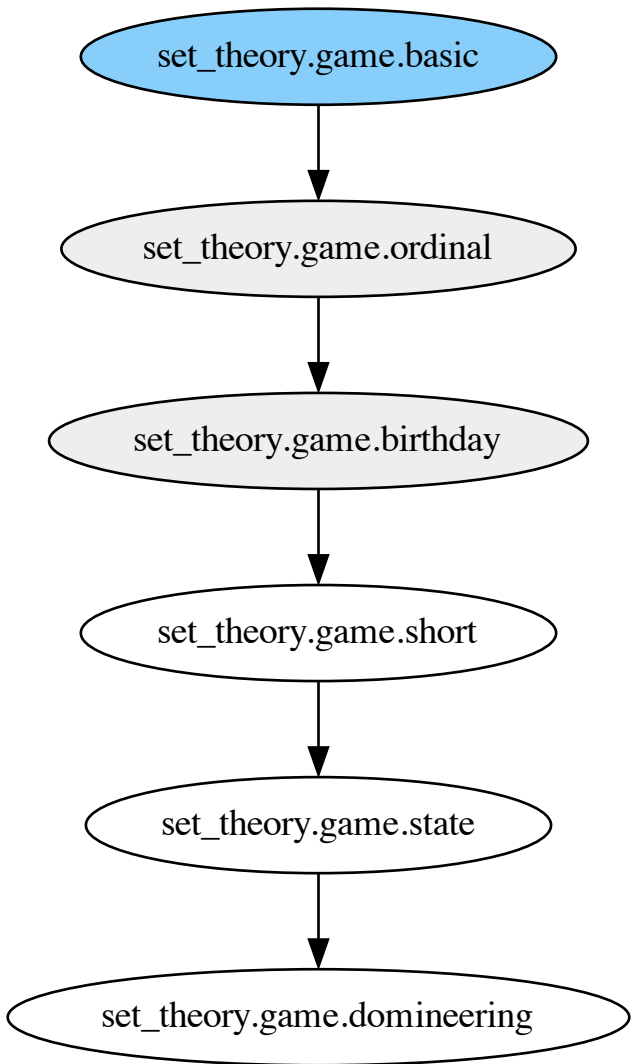 set_theory.game.basic
set_theory.game.ordinal
set_theory.game.birthday
set_theory.game.short
set_theory.game.state
set_theory.game.domineering